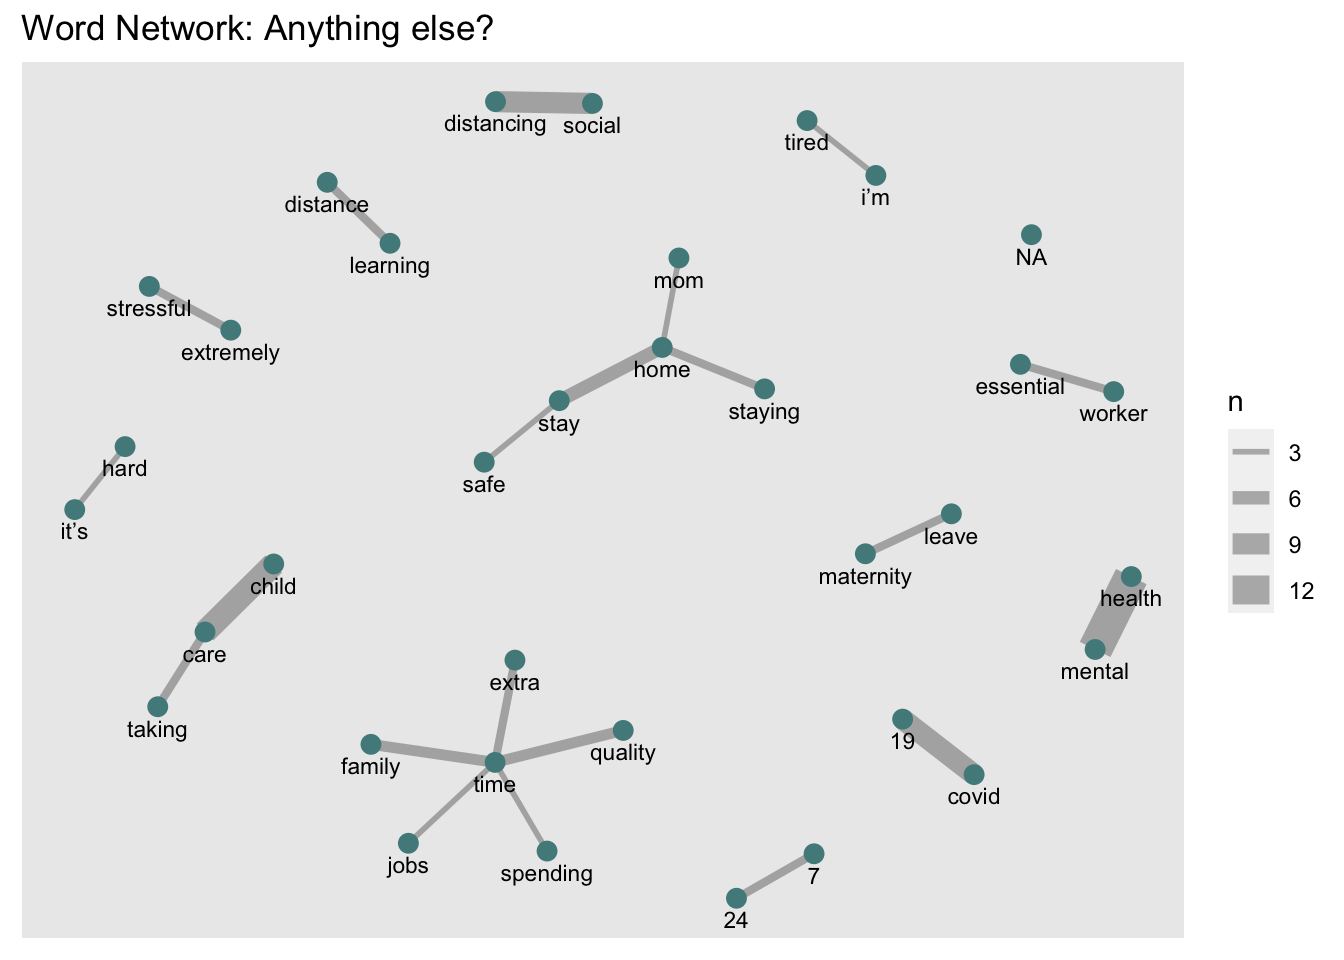 Word Network: Anything else?
distancing
social
tired
i’m
distance
learning
NA
mom
stressful
extremely
home
essential
worker
staying
stay
hard
safe
it’s
leave
maternity
child
health
care
mental
extra
taking
19
quality
family
time
covid
jobs
spending
7
24
n
3
6
9
12